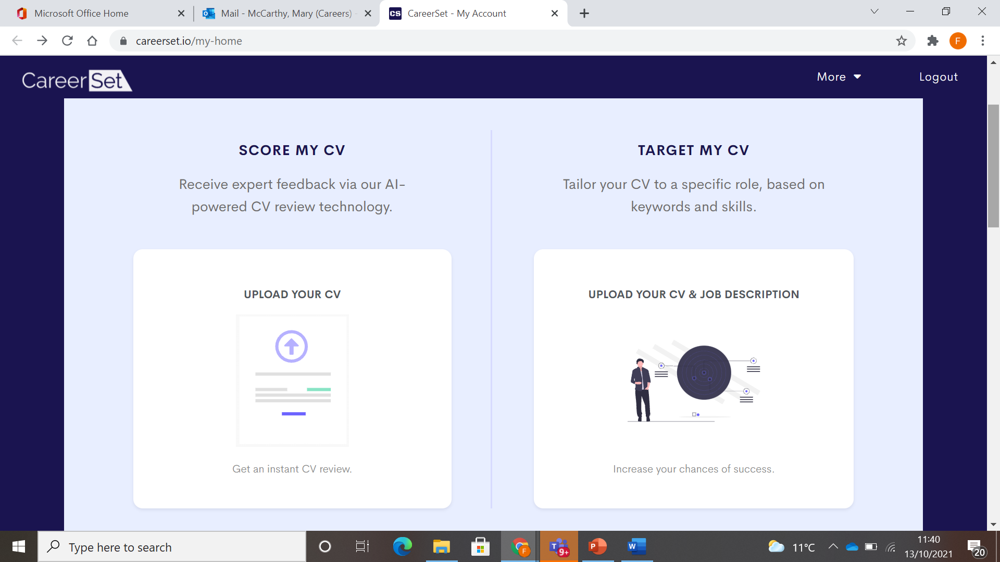 Microsoft Office Home
Mail - McCarthy, Mary (Careers) -
CS
CareerSet - My Account
careerset.io/my-home
F
CareerSet
More
Logout
SCORE MY CV
Receive expert feedback via our AI-
powered CV review technology.
UPLOAD YOUR CV
Get an instant CV review.
TARGET MY CV
Tailor your CV to a specific role, based on
keywords and skills.
UPLOAD YOUR CV & JOB DESCRIPTION
Increase your chances of success.
Type here to search
F
T
9+
P
W
11°C
11:40
13/10/2021
20